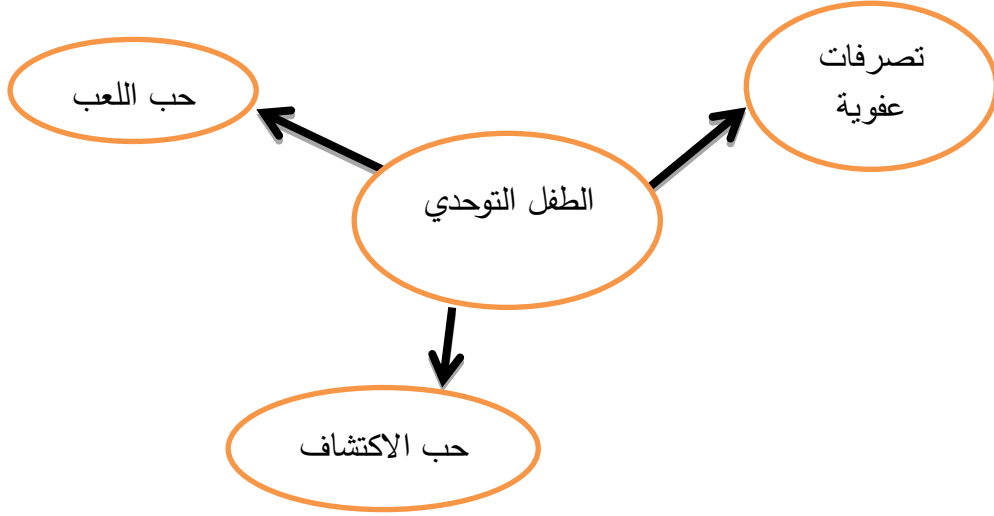 تصرفات
عفوية
حب اللعب
الطفل التوحدي
حب الاكتشاف